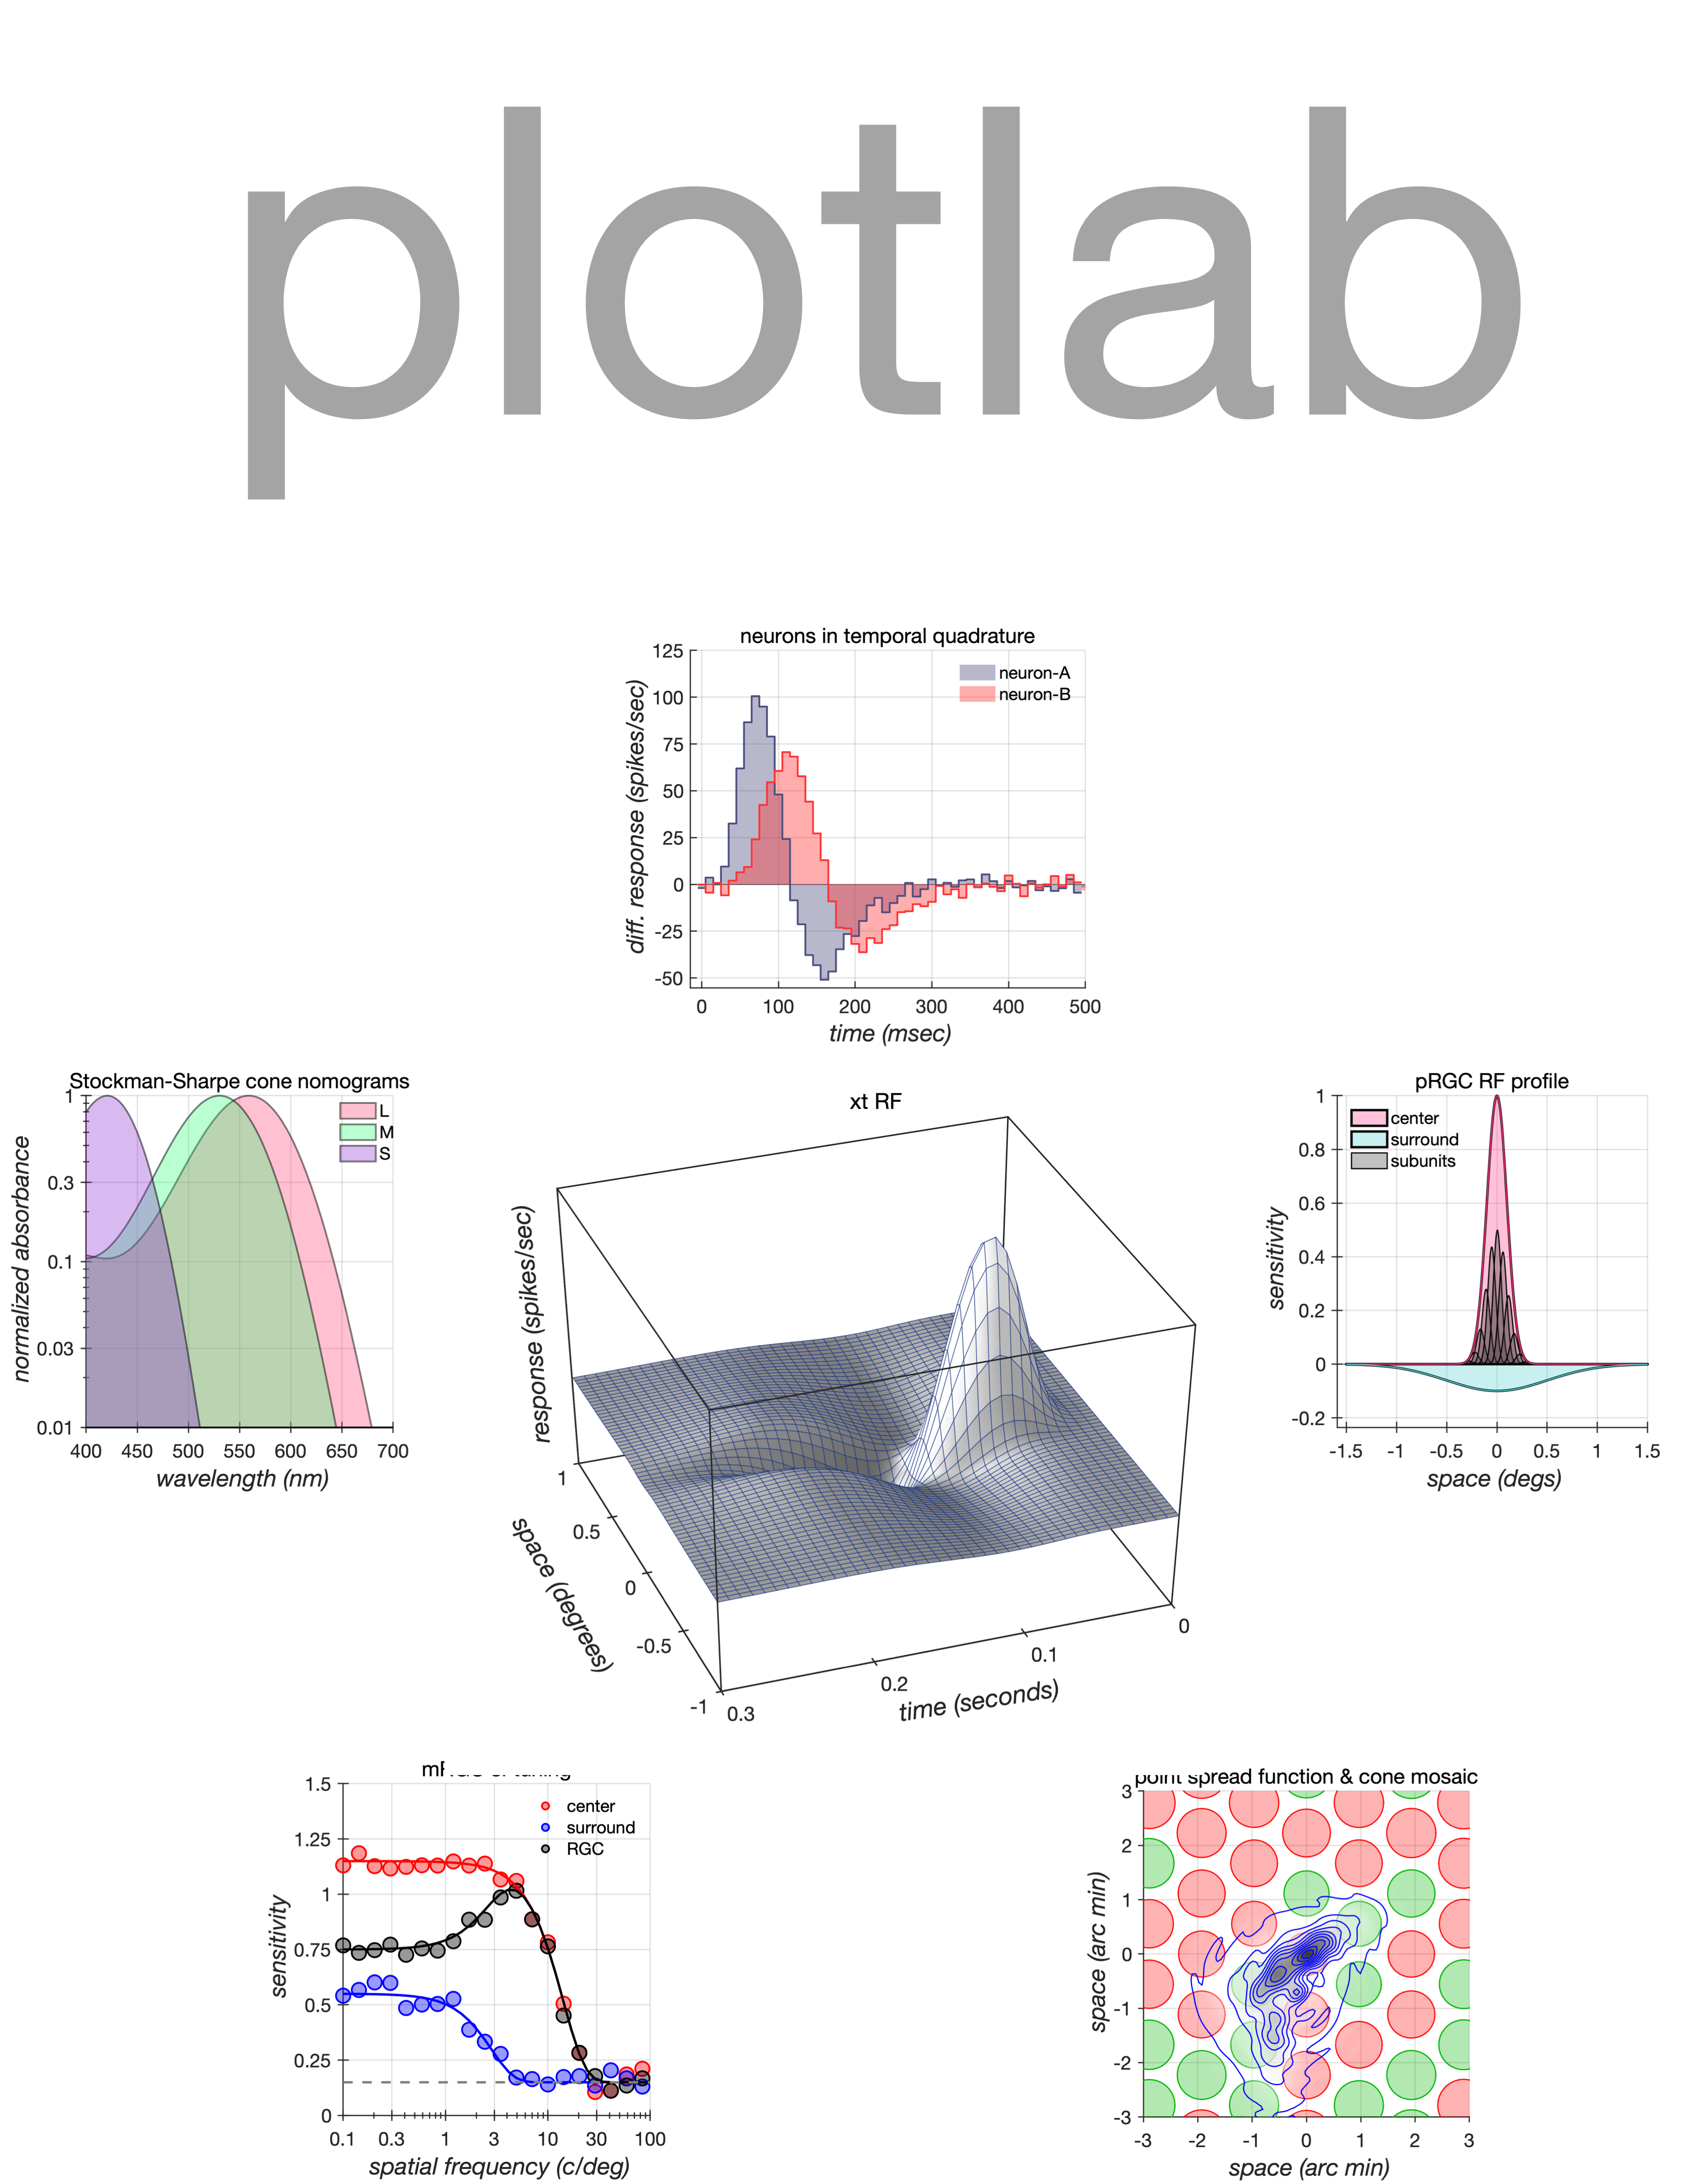 plotlab
neurons in temporal quadrature
125
100
75
50
25
0
-25
-50
diff. response (spikes/sec)
neuron-A
neuron-B
0 100 200 300 400 500
time (msec)
Stockman-Sharpe cone nomograms
1
0.3
0.1
0.03
0.01
normalized absorbance
L
M
S
400 450 500 550 600 650 700
wavelength (nm)
xt RF
response (spikes/sec)
1
0.5
0
-0.5
-1
space (degrees)
0.3
0.2
0.1
0
time (seconds)
pRGC RF profile
1
0.8
0.6
0.4
0.2
0
-0.2
sensitivity
center
surround
subunits
-1.5 -1 -0.5 0 0.5 1 1.5
space (degs)
1.5
1.25
1
0.75
0.5
0.25
0
sensitivity
center
surround
RGC
0.1 0.3 1 3 10 30 100
spatial frequency (c/deg)
point spread function & cone mosaic
3
2
1
0
-1
-2
-3
space (arc min)
-3 -2 -1 0 1 2 3
space (arc min)